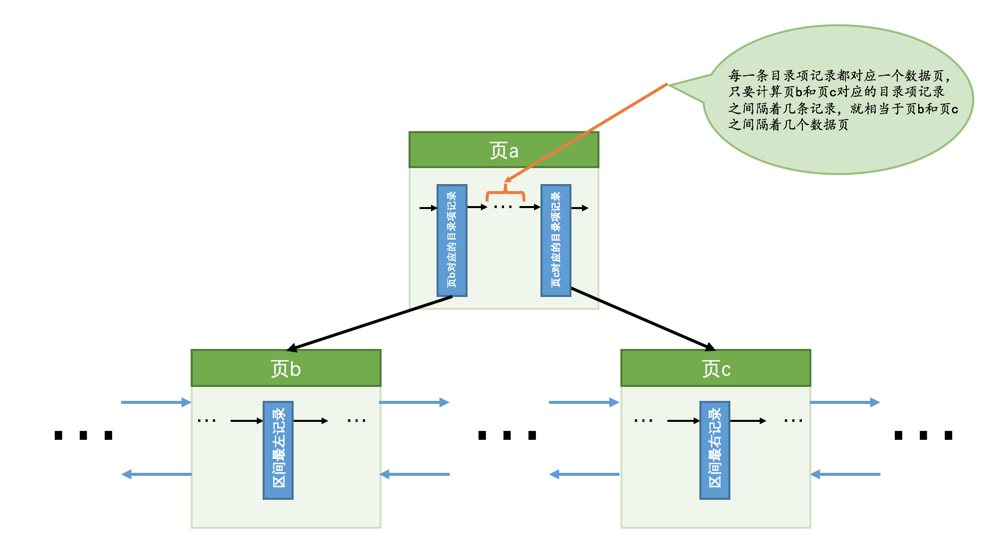 每一条目录项记录都对应一个数据页，
只要计算页b和页c对应的目录项记录
之间隔着几条记录，就相当于页b和页c
之间隔着几个数据页
页a
页b对应的目录项记录
...
页c对应的目录项记录
页b
页c
...
...
区间最左记录
...
...
...
区间最右记录
...
...